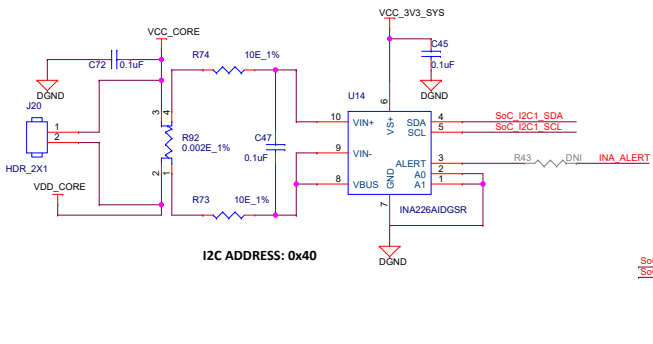 VCC_3V3_SYS
VCC_CORE
C45
R74
10E_1%
C72
0.1uF
0.1uF
DGND
U14
DGND
J20
3
4
6
10
VIN+
VS+
SDA
4
SoC_I2C1_SDA
1
SCL
5
SoC_I2C1_SCL
2
R92
C47
0.002E_1%
9
VIN-
0.1uF
ALERT
3
R43
DNI
INA_ALERT
HDR_2X1
2
1
8
VBUS
GND
A0
2
A1
1
VDD_CORE
R73
10E_1%
7
INA226AIDGSR
I2C ADDRESS: 0x40
DGND